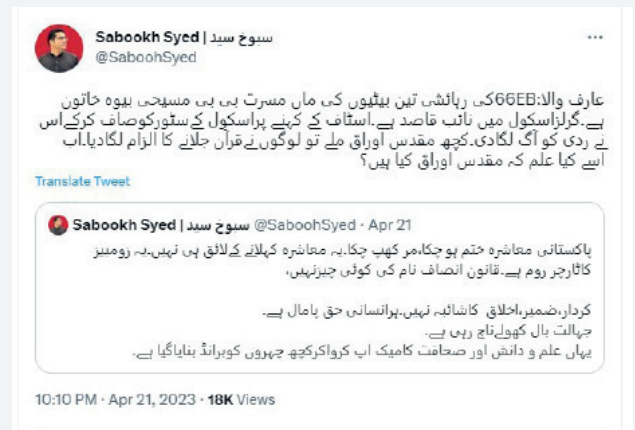 Sabookh Syed | سبوخ سید
@SaboohSyed
عارف والا:66EBکی رہائشی تین بیٹیوں کی ماں مسرت بی بی مسیحی بیوہ خاتون
ہے۔گرلزاسکول میں نائب قاصد ہے۔اسٹاف کے کہنے پراسکول کےسٹورکوصاف کرکےاس
نے ردی کو آگ لگادی۔کچھ مقدس اوراق ملے تو لوگوں نےقرآن جلانے کا الزام لگادیا۔اب
اسے کیا علم کہ مقدس اوراق کیا ہیں؟
Translate Tweet
Sabookh Syed | سبوخ سید @SaboohSyed · Apr 21
پاکستانی معاشرہ ختم ہو چکا،مر کھپ چکا۔یہ معاشرہ کہلانے کےلائق ہی نہیں۔یہ زومبیز
کاٹارچر روم ہے۔قانون انصاف نام کی کوئی چیزنہیں،
کردار،ضمیر،اخلاق کاشائبہ نہیں۔ہرانسانی حق پامال ہے۔
جہالت بال کھولےناچ رہی ہے۔
یہاں علم و دانش اور صحافت کامیک اپ کرواکرکچھ چہروں کوبرانڈ بنایاگیا ہے۔
10:10 PM · Apr 21, 2023 · 18K Views